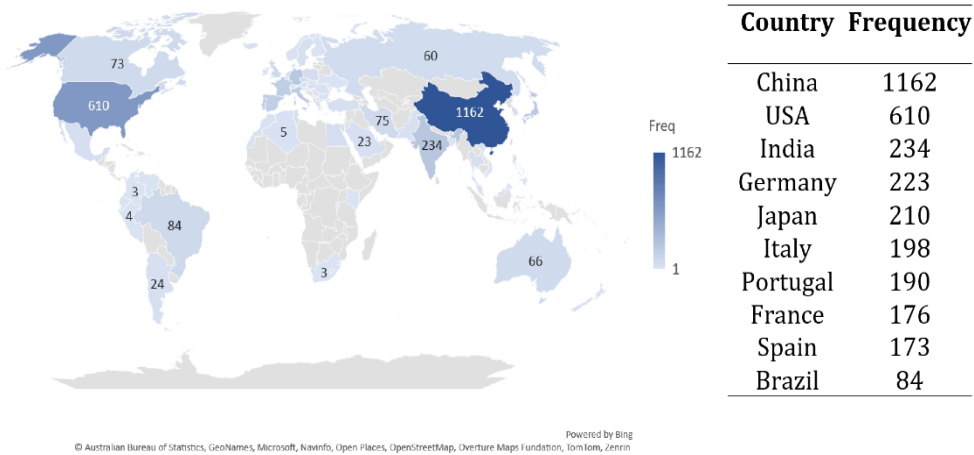 73
610
60
1162
75
5
23
234
3
4
84
24
3
66
Freq
1162
1
Country Frequency
China 1162
USA 610
India 234
Germany 223
Japan 210
Italy 198
Portugal 190
France 176
Spain 173
Brazil 84
Powered by Bing
© Australian Bureau of Statistics, GeoNames, Microsoft, Navinfo, Open Places, OpenStreetMap, Overture Maps Fundation, TomTom, Zenrin